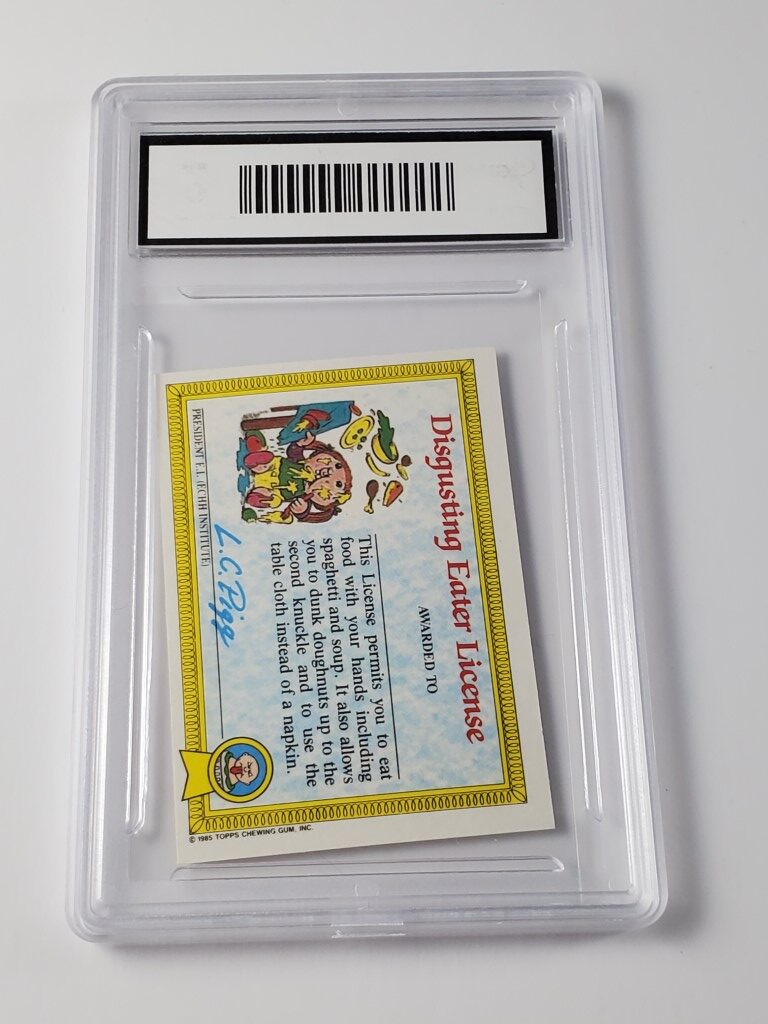 Disgusting Eater License
AWARDED TO
This License permits you to eat
food with your hands including
spaghetti and soup. It also allows
you to dunk doughnuts up to the
second knuckle and to use the
table cloth instead of a napkin.
L.C. Pigg
PRESIDENT E.I. (ECHH INSTITUTE)
© 1985 TOPPS CHEWING GUM, INC.